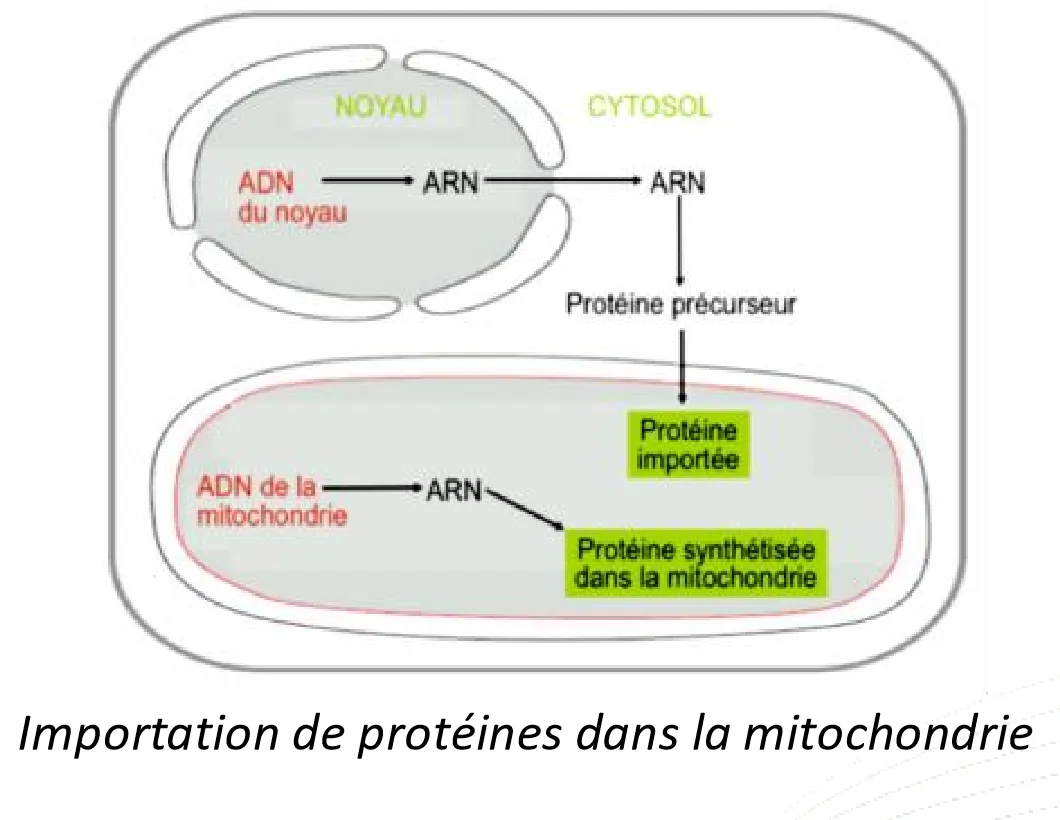 NOYAU
CYTOSOL
ADN
du noyau
ARN
ARN
Protéine précurseur
Protéine
importée
ADN de la
mitochondrie
ARN
Protéine synthétisée
dans la mitochondrie
Importation de protéines dans la mitochondrie